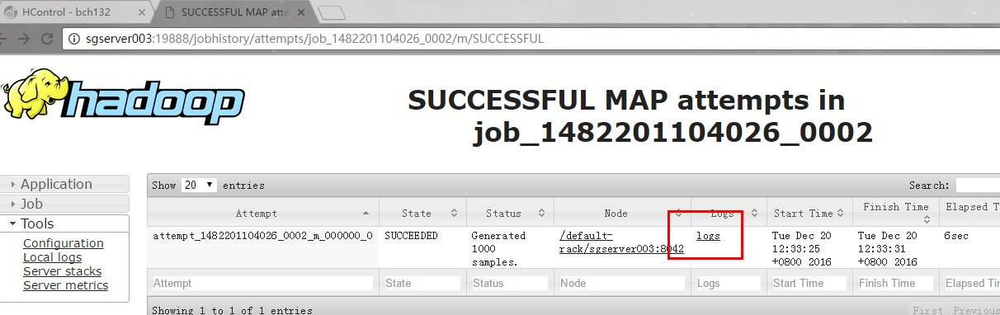 HControl - bch132
SUCCESSFUL MAP atte
sgserver003:19888/jobhistory/attempts/job_1482201104026_0002/m/SUCCESSFUL
hadoop
SUCCESSFUL MAP attempts in
job_1482201104026_0002
Application
Job
Tools
Configuration
Local logs
Server stacks
Server metrics
Show 20 entries
Search:
Attempt State Status Node Logs Start Time Finish Time Elapsed T
attempt_1482201104026_0002_m_000000_0 SUCCEEDED Generated /default- logs Tue Dec 20 Tue Dec 20 6sec
1000 rack/sgserver003:8042 12:33:25 12:33:31
samples. +0800 2016 +0800 2016
Attempt State Status Node Logs Start Time Finish Time Elapsed Ti
Showing 1 to 1 of 1 entries
First Previous